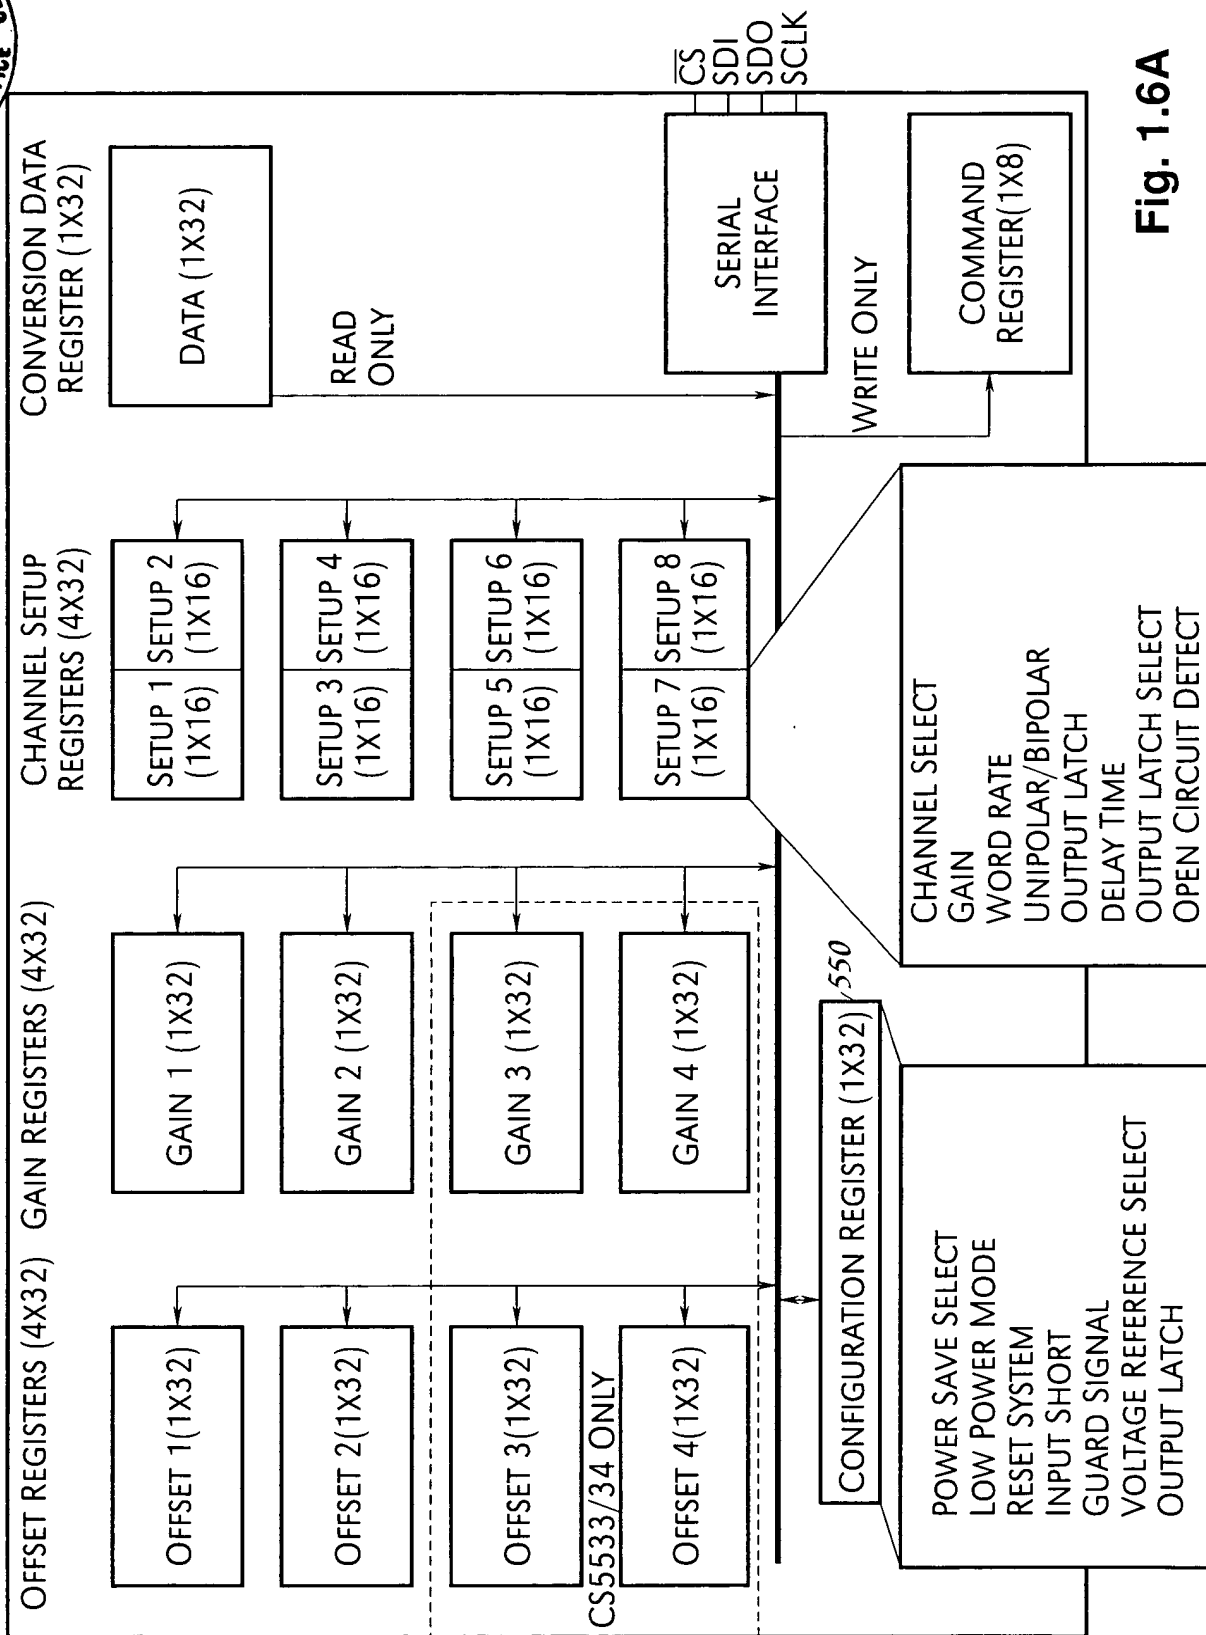 OFFSET REGISTERS (4X32)
GAIN REGISTERS (4X32)
CHANNEL SETUP
REGISTERS (4X32)
CONVERSION DATA
REGISTER (1X32)
OFFSET 1(1X32)
GAIN 1 (1X32)
SETUP 1
(1X16)
SETUP 2
(1X16)
DATA (1X32)
OFFSET 2(1X32)
GAIN 2 (1X32)
SETUP 3
(1X16)
SETUP 4
(1X16)
READ
ONLY
OFFSET 3(1X32)
GAIN 3 (1X32)
SETUP 5
(1X16)
SETUP 6
(1X16)
CS5533/34 ONLY
OFFSET 4(1X32)
GAIN 4 (1X32)
SETUP 7
(1X16)
SETUP 8
(1X16)
SERIAL
INTERFACE
C̅S̅
SDI
SDO
SCLK
CONFIGURATION REGISTER (1X32)
550
WRITE ONLY
COMMAND
REGISTER(1X8)
POWER SAVE SELECT
LOW POWER MODE
RESET SYSTEM
INPUT SHORT
GUARD SIGNAL
VOLTAGE REFERENCE SELECT
OUTPUT LATCH
CHANNEL SELECT
GAIN
WORD RATE
UNIPOLAR/BIPOLAR
OUTPUT LATCH
DELAY TIME
OUTPUT LATCH SELECT
OPEN CIRCUIT DETECT
Fig. 1.6A